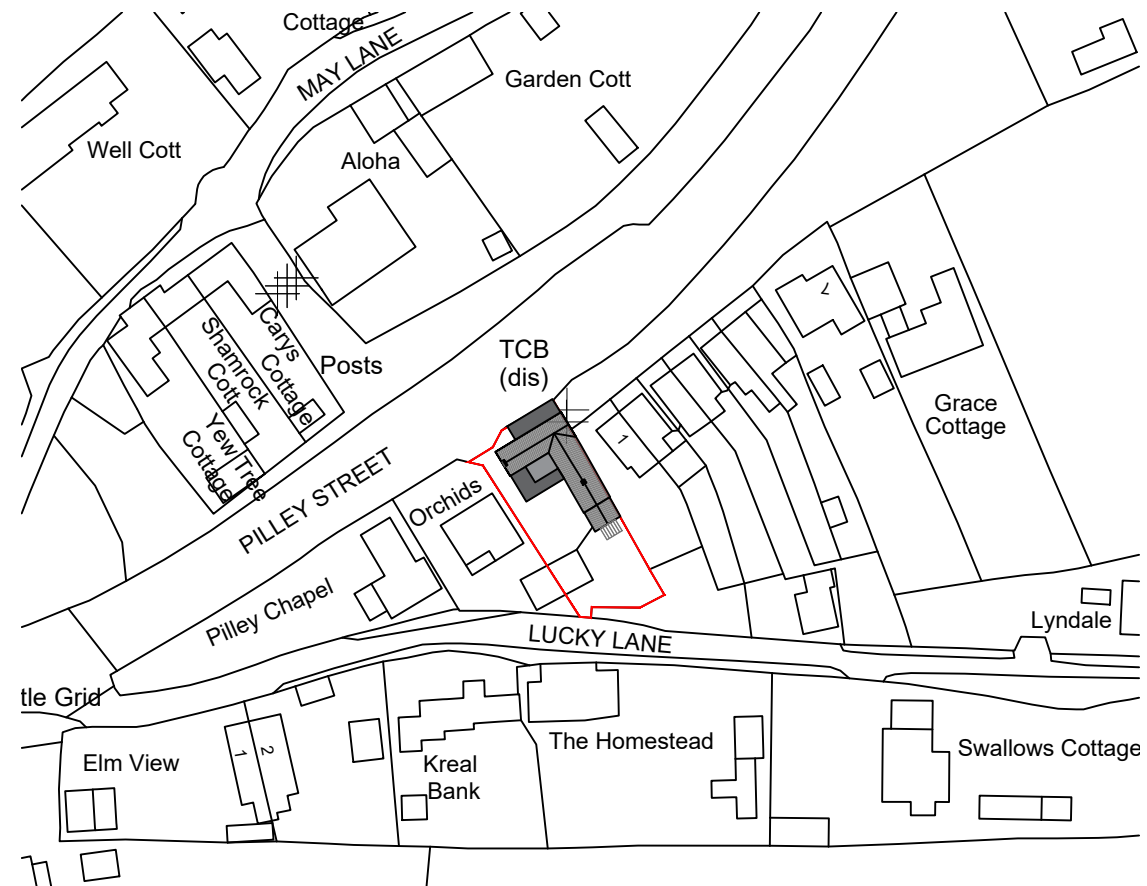 Cottage
MAY LANE
Garden Cott
Well Cott
Aloha
Carys
Cottage
Shamrock
Cott
Yew Tree
Cottage
Posts
TCB
(dis)
1
Grace
Cottage
PILLEY STREET
Orchids
Pilley Chapel
LUCKY LANE
Lyndale
tle Grid
Elm View
1
2
Kreal
Bank
The Homestead
Swallows Cottage